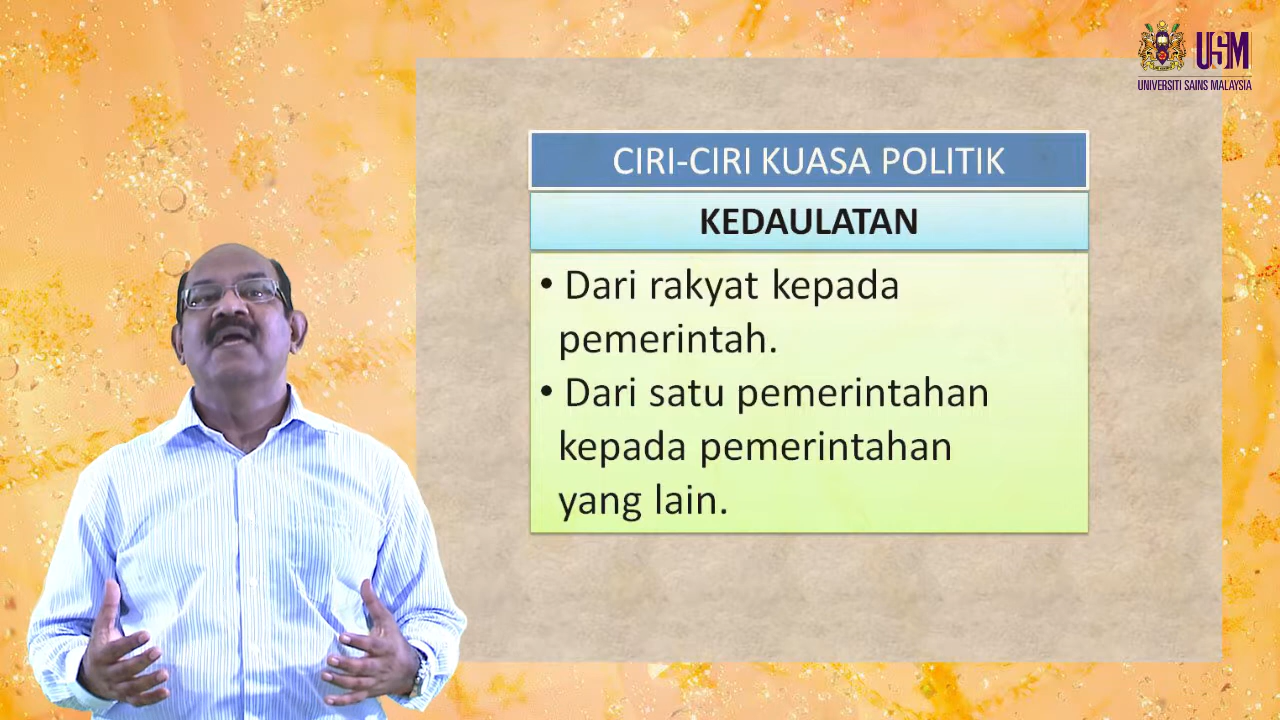 USM
UNIVERSITI SAINS MALAYSIA
CIRI-CIRI KUASA POLITIK
KEDAULATAN
• Dari rakyat kepada
pemerintah.
• Dari satu pemerintahan
kepada pemerintahan
yang lain.